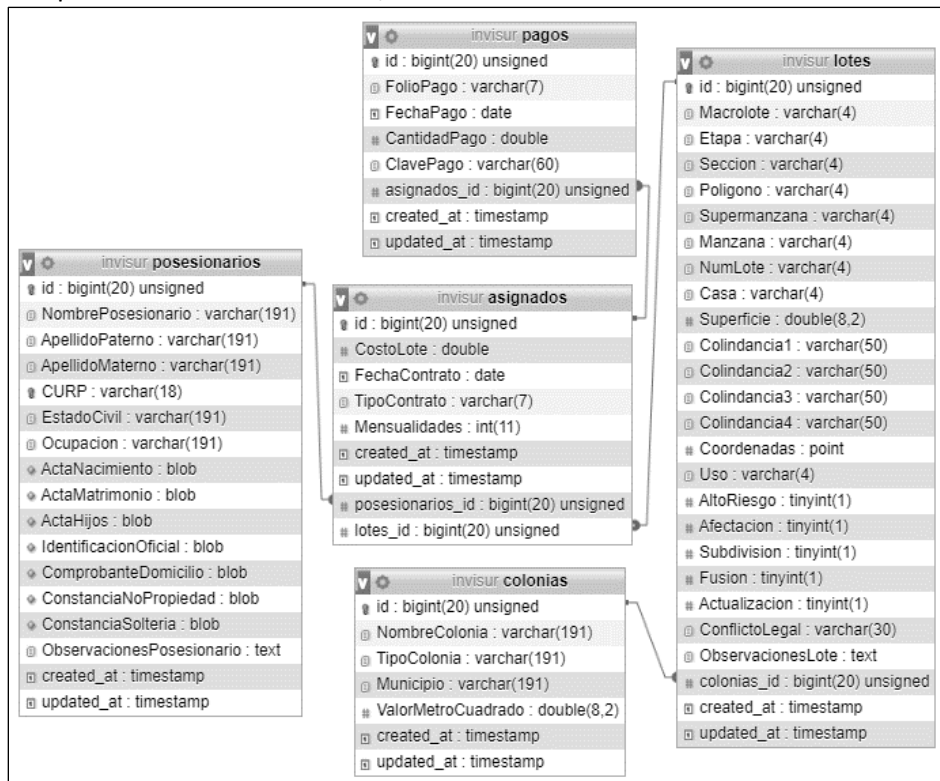 invisur pagos
id : bigint(20) unsigned
FolioPago : varchar(7)
FechaPago : date
CantidadPago : double
ClavePago : varchar(60)
asignados_id : bigint(20) unsigned
created_at : timestamp
updated_at : timestamp
invisur lotes
id : bigint(20) unsigned
Macrolote : varchar(4)
Etapa : varchar(4)
Seccion : varchar(4)
Poligono : varchar(4)
Supermanzana : varchar(4)
Manzana : varchar(4)
NumLote : varchar(4)
Casa : varchar(4)
Superficie : double(8,2)
Colindancia1 : varchar(50)
Colindancia2 : varchar(50)
Colindancia3 : varchar(50)
Colindancia4 : varchar(50)
Coordenadas : point
Uso : varchar(4)
AltoRiesgo : tinyint(1)
Afectacion : tinyint(1)
Subdivision : tinyint(1)
Fusion : tinyint(1)
Actualizacion : tinyint(1)
ConflictoLegal : varchar(30)
ObservacionesLote : text
colonias_id : bigint(20) unsigned
created_at : timestamp
updated_at : timestamp
invisur posesionarios
id : bigint(20) unsigned
NombrePosesionario : varchar(191)
ApellidoPaterno : varchar(191)
ApellidoMaterno : varchar(191)
CURP : varchar(18)
EstadoCivil : varchar(191)
Ocupacion : varchar(191)
ActaNacimiento : blob
ActaMatrimonio : blob
ActaHijos : blob
IdentificacionOficial : blob
ComprobanteDomicilio : blob
ConstanciaNoPropiedad : blob
ConstanciaSolteria : blob
ObservacionesPosesionario : text
created_at : timestamp
updated_at : timestamp
invisur asignados
id : bigint(20) unsigned
CostoLote : double
FechaContrato : date
TipoContrato : varchar(7)
Mensualidades : int(11)
created_at : timestamp
updated_at : timestamp
posesionarios_id : bigint(20) unsigned
lotes_id : bigint(20) unsigned
invisur colonias
id : bigint(20) unsigned
NombreColonia : varchar(191)
TipoColonia : varchar(191)
Municipio : varchar(191)
ValorMetroCuadrado : double(8,2)
created_at : timestamp
updated_at : timestamp